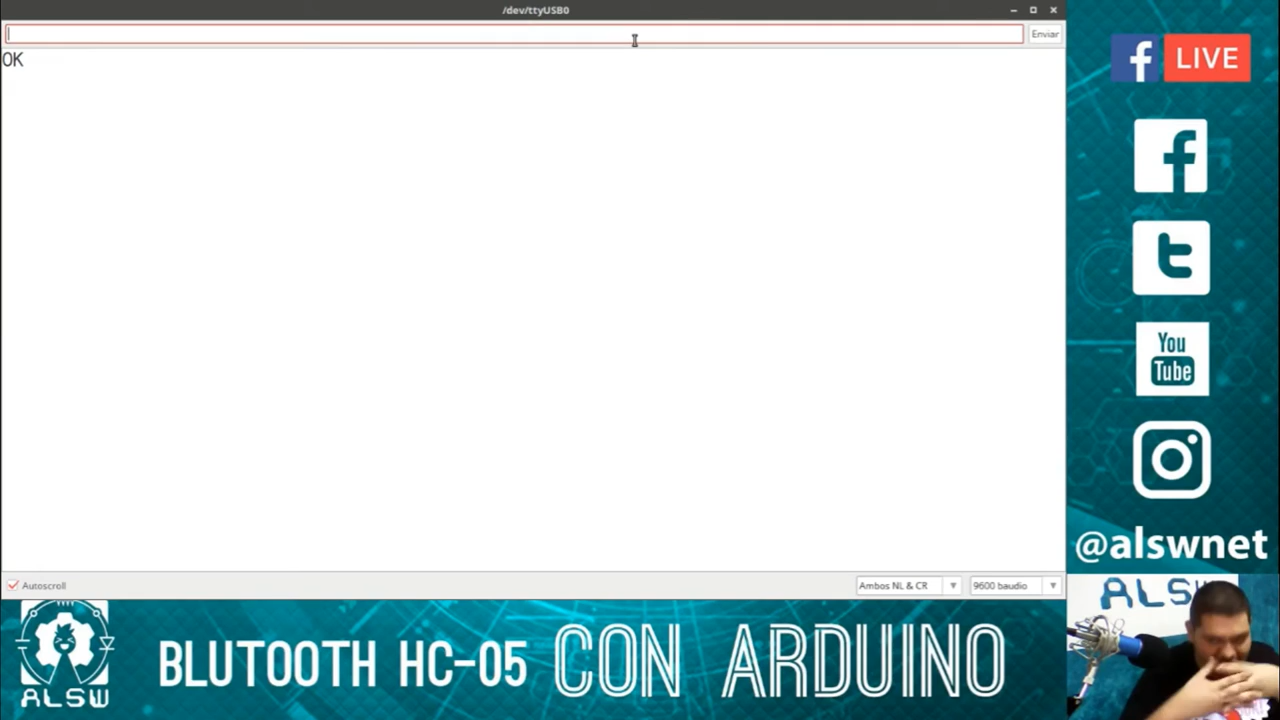 /dev/ttyUSB0
Enviar
OK
f LIVE
f
t
You
Tube
@alswnet
Autoscroll
Ambos NL & CR
9600 baudio
ALSW
ALSW
BLUTOOTH HC-05 CON ARDUINO